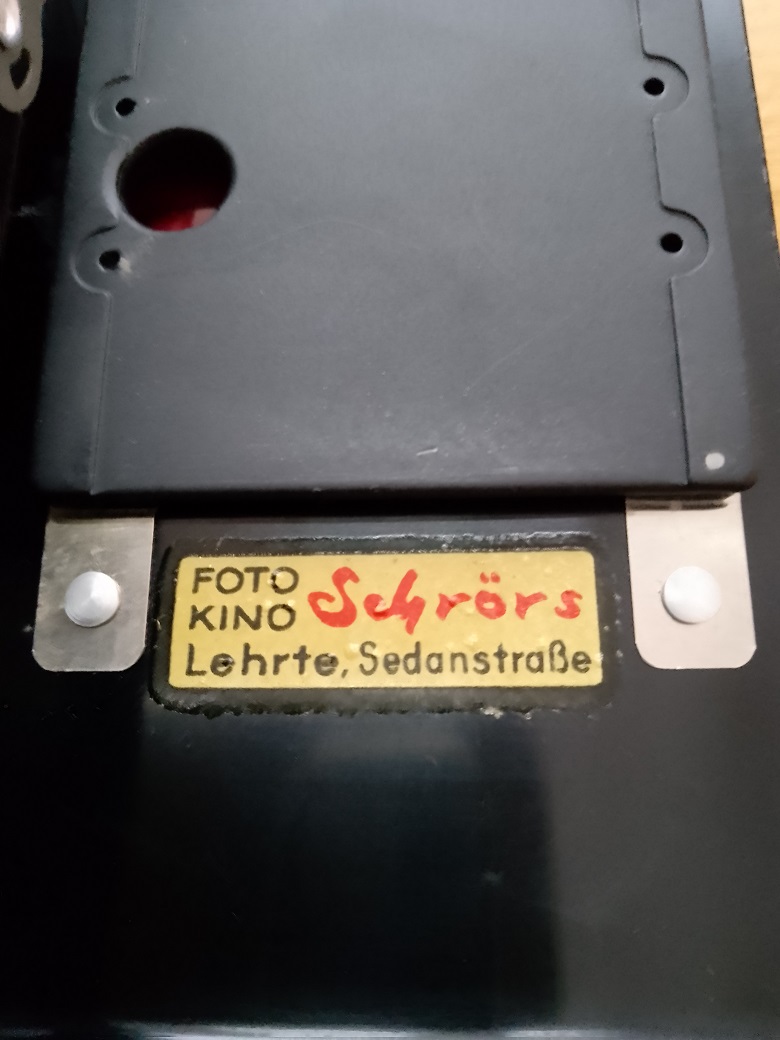 FOTO
KINO Schrörs
Lehrte, Sedanstraße